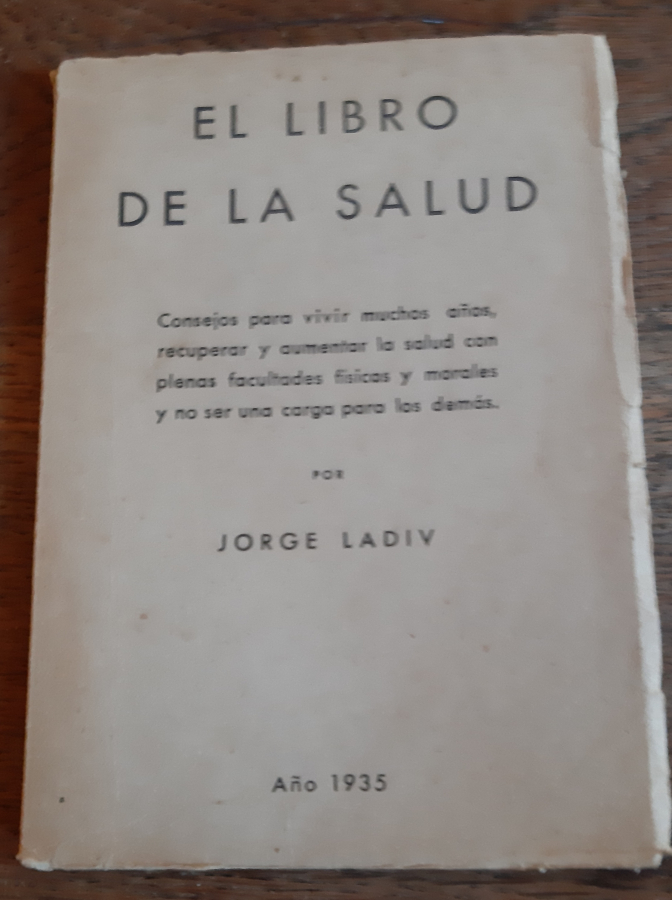 EL LIBRO
DE LA SALUD
Consejos para vivir muchos años,
recuperar y aumentar la salud con
plenas facultades físicas y morales
y no ser una carga para los demás.
POR
JORGE LADIV
Año 1935